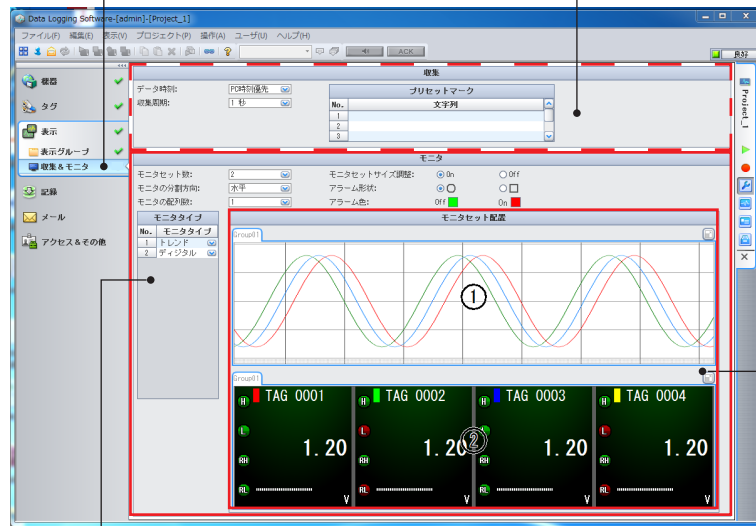 Data Logging Software-[admin]-[Project_1]
ファイル(F) 編集(E) 表示(V) プロジェクト(P) 操作(A) ユーザ(U) ヘルプ(H)
ACK
良好
機器
タグ
表示
表示グループ
収集＆モニタ
記録
メール
アクセス＆その他
収集
データ時刻: PC時刻優先
収集周期: 1 秒
プリセットマーク
No. 文字列
1
2
3
モニタ
モニタセット数: 2 モニタセットサイズ調整: On Off
モニタの分割方向: 水平 アラーム形状:
モニタの配列数: 1 アラーム色: Off On
モニタタイプ
No. モニタタイプ
1 トレンド
2 ディジタル
モニタセット配置
Group01
①
Group01
TAG 0001 TAG 0002 TAG 0003 TAG 0004
H H H H
L L L L
1.20 1.20 1.20 1.20
②
RH RH RH RH
RL RL RL RL
V V V V
Project_1